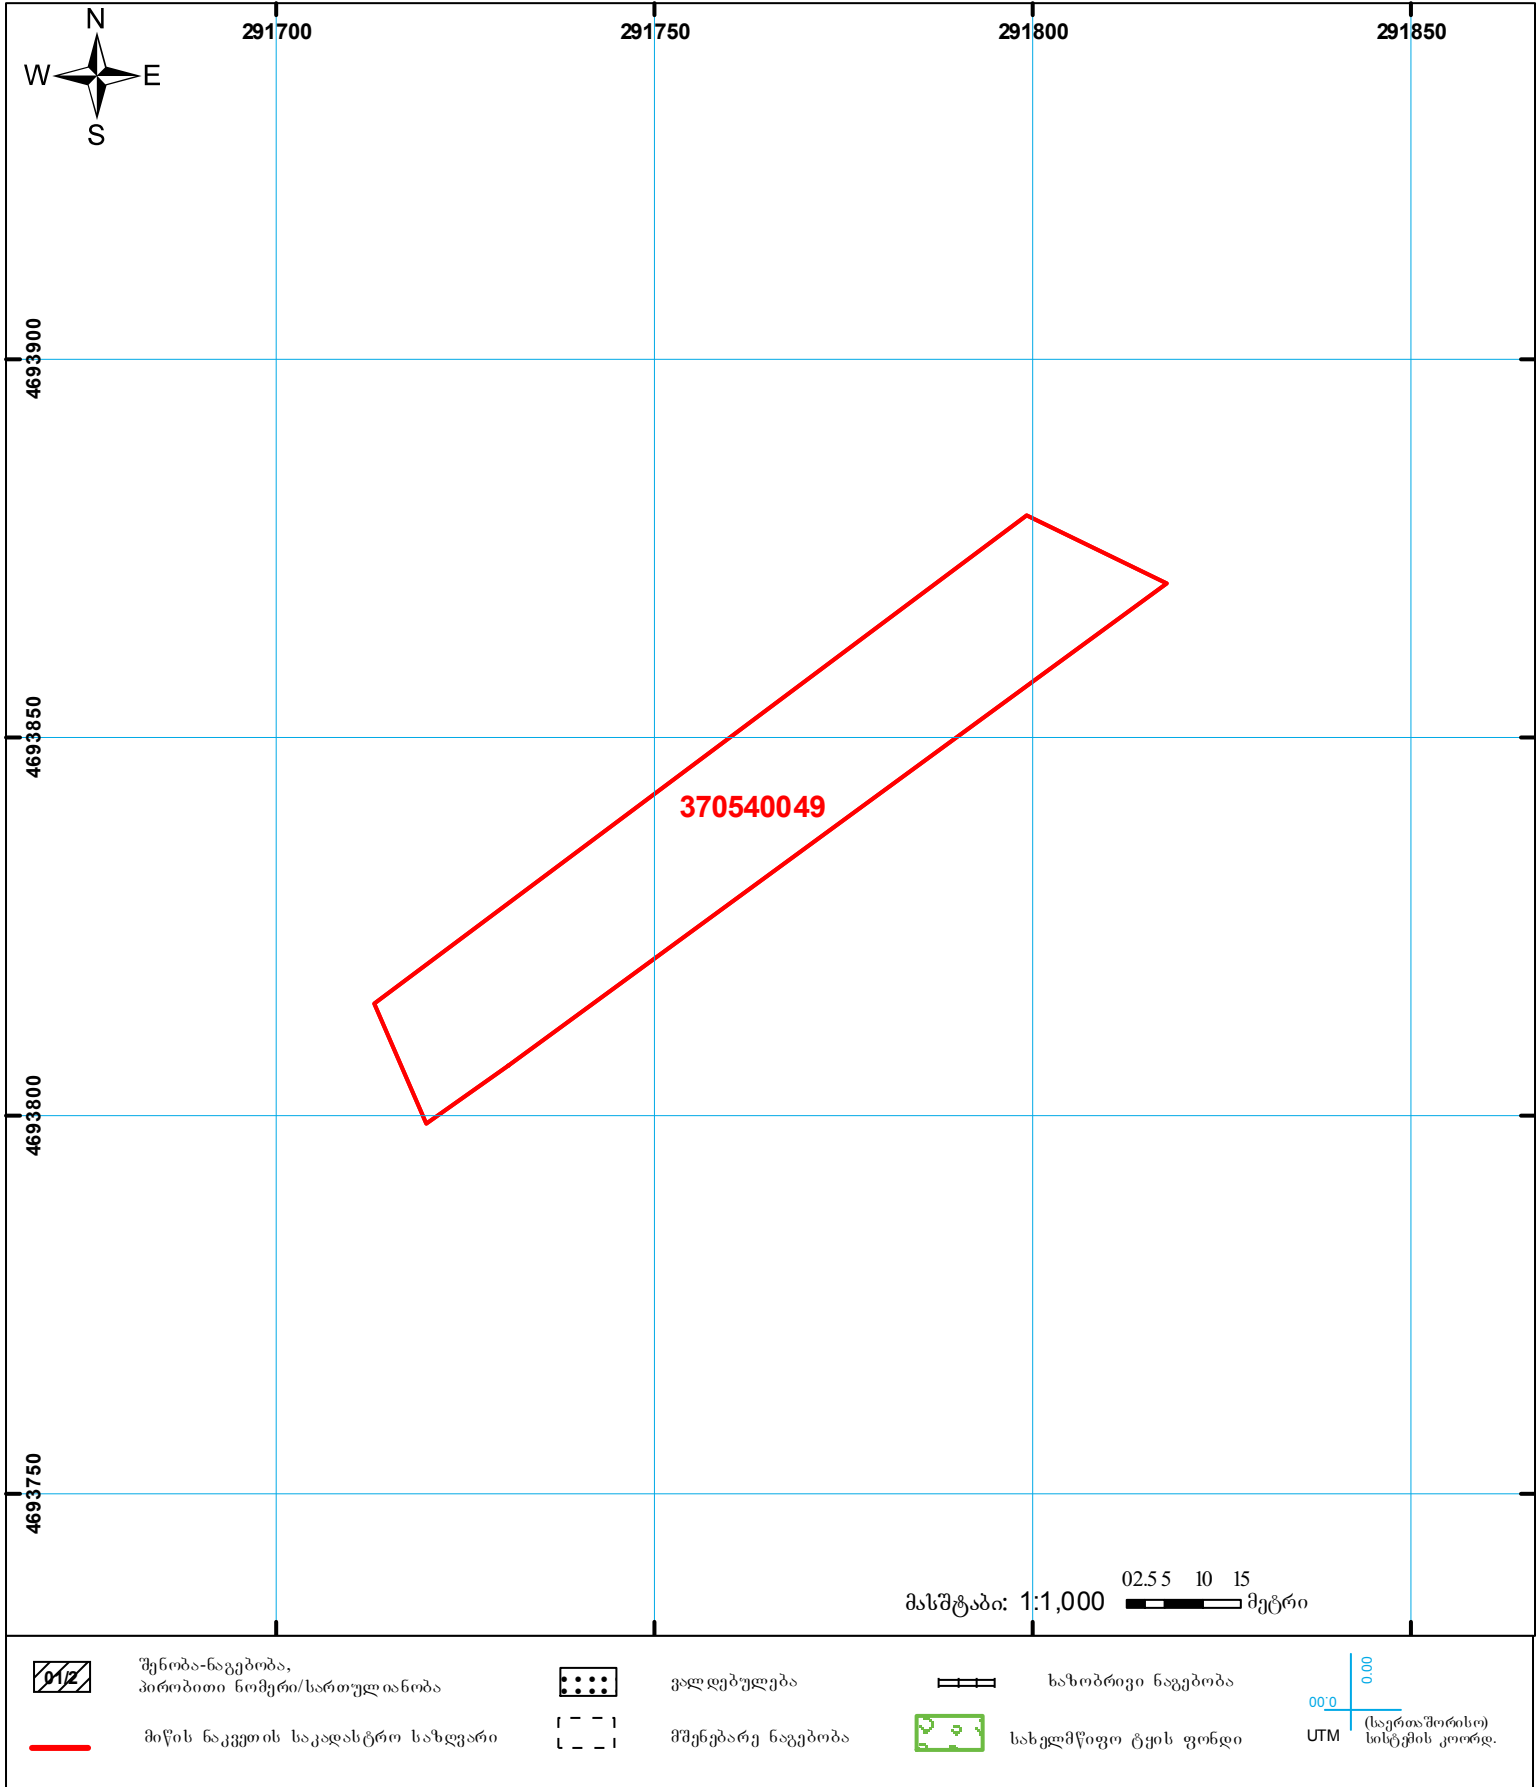 N
W E
S
291700 291750 291800 291850
4693900
4693850
4693800
4693750
370540049
02.5 5 10 15
მასშტაბი: 1:1,000 მეტრი
01/2
შენობა-ნაგებობა,
პირობითი ნომერი/სართულიანობა
ვალდებულება
ხაზობრივი ნაგებობა
0.00
00'0
UTM
(საერთაშორისო)
სისტემის კოორდ.
მიწის ნაკვეთის საკადასტრო საზღვარი
მშენებარე ნაგებობა
სახელმწიფო ტყის ფონდი